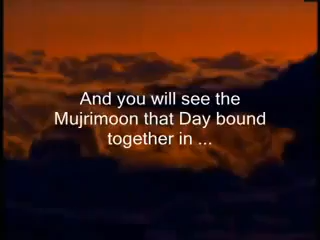 And you will see the
Mujrimoon that Day bound
together in ...